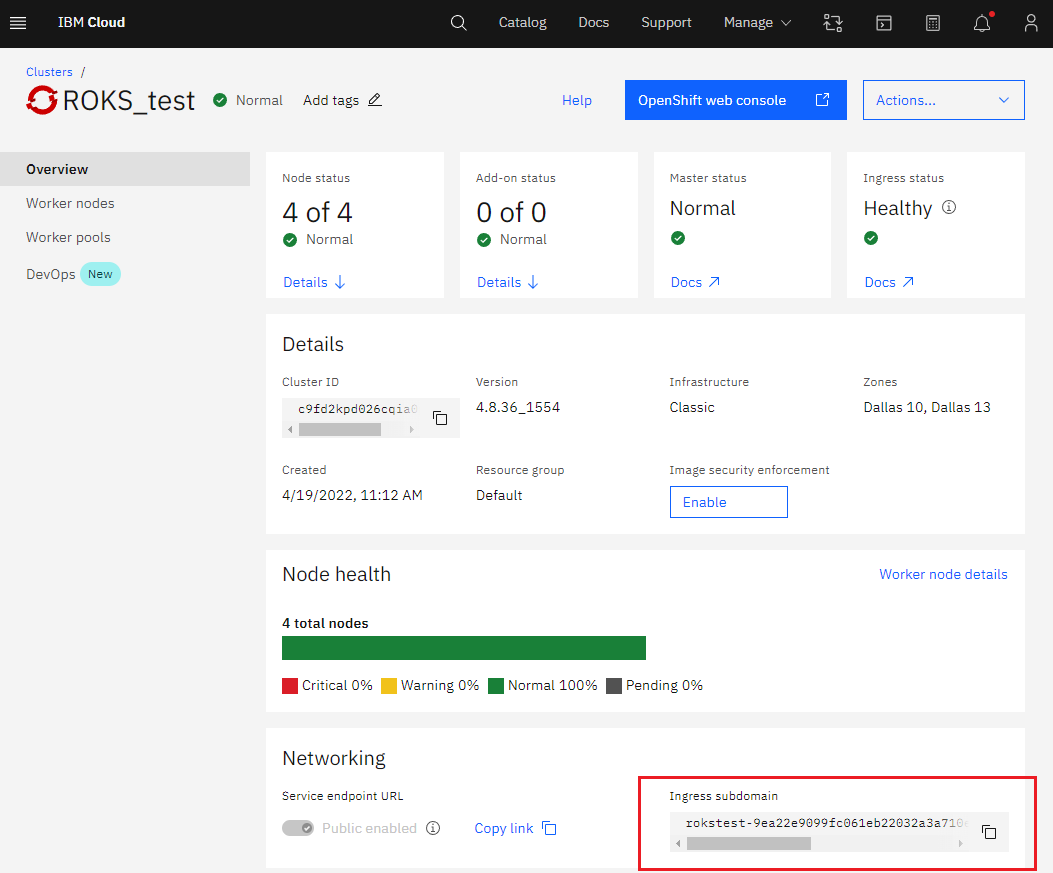 IBM Cloud
Catalog
Docs
Support
Manage
Clusters /
ROKS_test
Normal
Add tags
Help
OpenShift web console
Actions...
Overview
Worker nodes
Worker pools
DevOps New
Node status
4 of 4
Normal
Details
Add-on status
0 of 0
Normal
Details
Master status
Normal
Docs
Ingress status
Healthy
Docs
Details
Cluster ID
c9fd2kpd026cqia0
Version
4.8.36_1554
Infrastructure
Classic
Zones
Dallas 10, Dallas 13
Created
4/19/2022, 11:12 AM
Resource group
Default
Image security enforcement
Enable
Node health
Worker node details
4 total nodes
Critical 0% Warning 0% Normal 100% Pending 0%
Networking
Service endpoint URL
Public enabled
Copy link
Ingress subdomain
rokstest-9ea22e9099fc061eb22032a3a710e